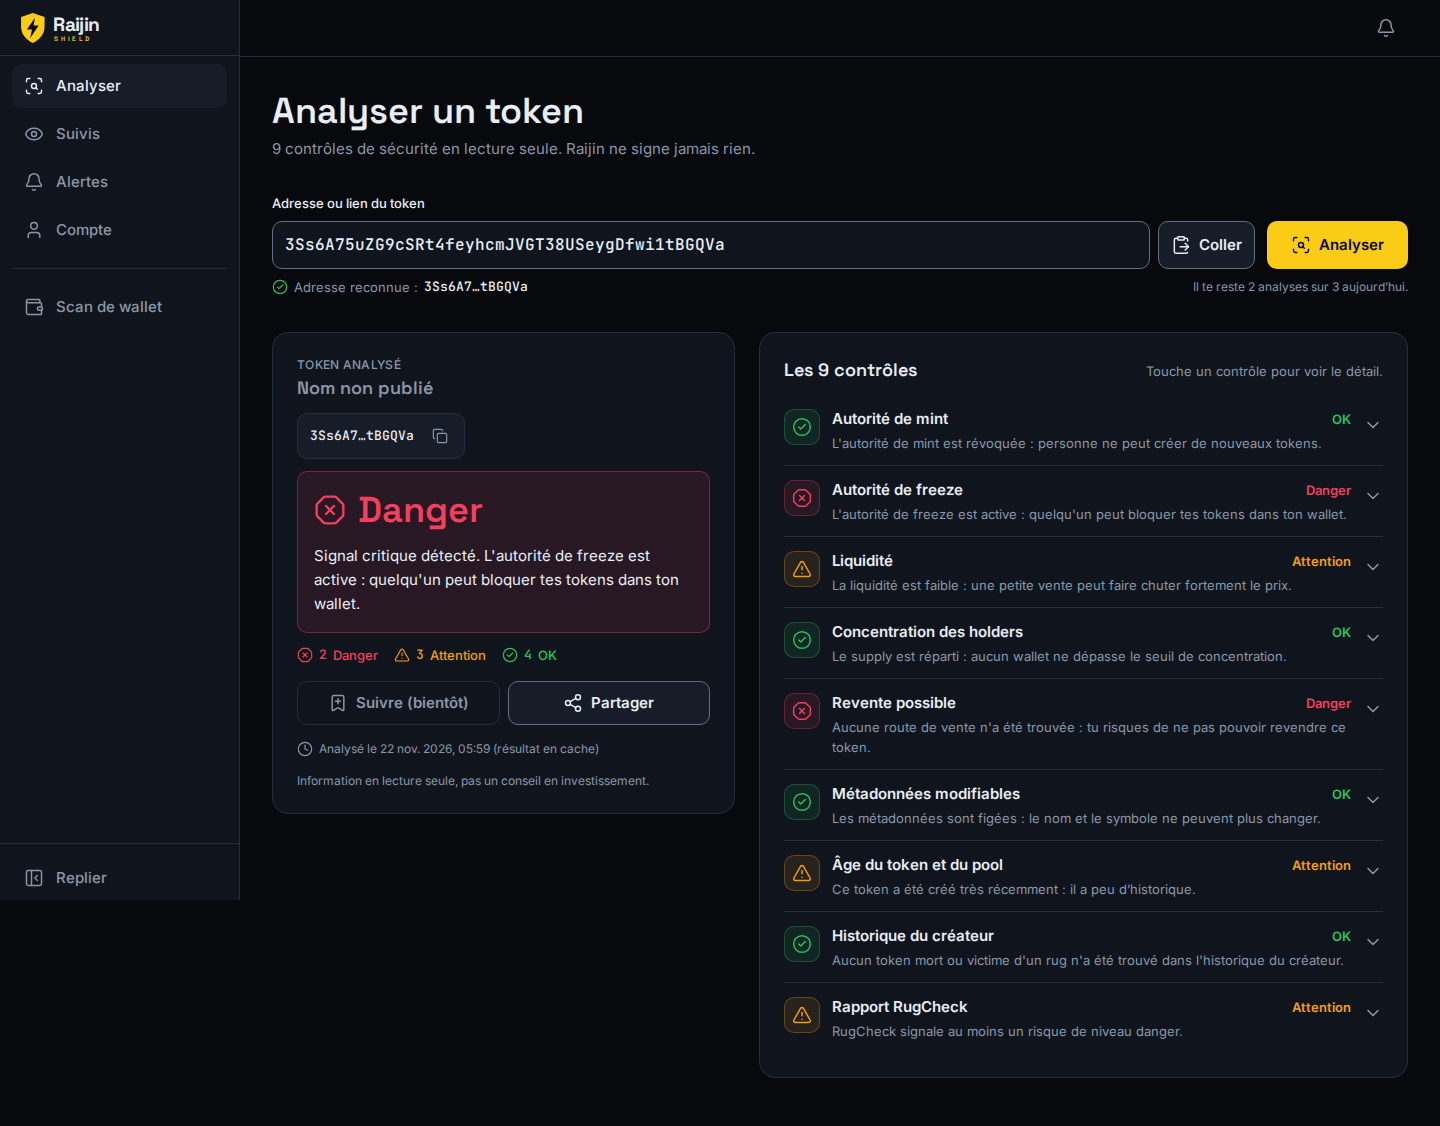 Raijin
SHIELD
Analyser
Suivis
Alertes
Compte
Scan de wallet
Replier
Analyser un token
9 contrôles de sécurité en lecture seule. Raijin ne signe jamais rien.
Adresse ou lien du token
3Ss6A75uZG9cSRt4feyhcmJVGT38USeygDfwi1tBGQVa
Coller
Analyser
Adresse reconnue : 3Ss6A7…tBGQVa
Il te reste 2 analyses sur 3 aujourd'hui.
TOKEN ANALYSÉ
Nom non publié
3Ss6A7…tBGQVa
Danger
Signal critique détecté. L'autorité de freeze est
active : quelqu'un peut bloquer tes tokens dans ton
wallet.
2 Danger 3 Attention 4 OK
Suivre (bientôt)
Partager
Analysé le 22 nov. 2026, 05:59 (résultat en cache)
Information en lecture seule, pas un conseil en investissement.
Les 9 contrôles
Touche un contrôle pour voir le détail.
Autorité de mint
OK
L'autorité de mint est révoquée : personne ne peut créer de nouveaux tokens.
Autorité de freeze
Danger
L'autorité de freeze est active : quelqu'un peut bloquer tes tokens dans ton wallet.
Liquidité
Attention
La liquidité est faible : une petite vente peut faire chuter fortement le prix.
Concentration des holders
OK
Le supply est réparti : aucun wallet ne dépasse le seuil de concentration.
Revente possible
Danger
Aucune route de vente n'a été trouvée : tu risques de ne pas pouvoir revendre ce
token.
Métadonnées modifiables
OK
Les métadonnées sont figées : le nom et le symbole ne peuvent plus changer.
Âge du token et du pool
Attention
Ce token a été créé très récemment : il a peu d'historique.
Historique du créateur
OK
Aucun token mort ou victime d'un rug n'a été trouvé dans l'historique du créateur.
Rapport RugCheck
Attention
RugCheck signale au moins un risque de niveau danger.